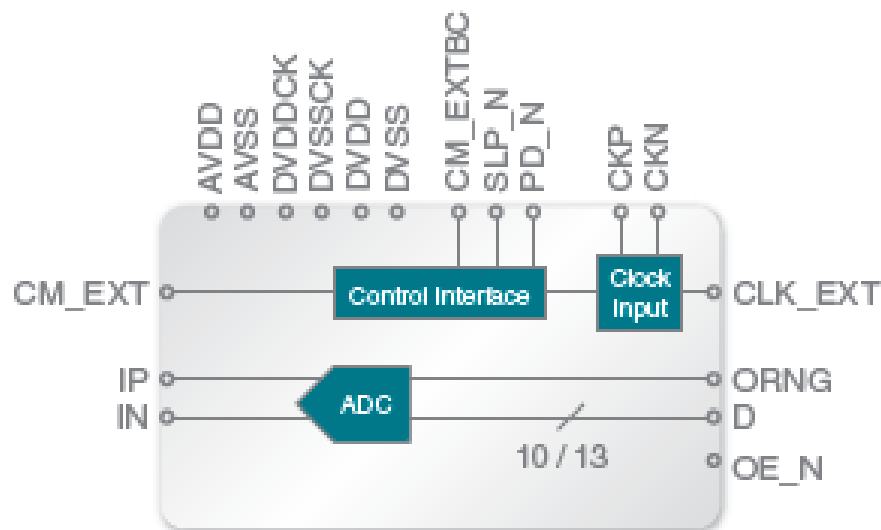 AVDD
AVSS
DVDDCK
DVSSCK
DVDD
DVSS
CM_EXTBC
SLP_N
PD_N
CKP
CKN
CM_EXT
Control Interface
Clock
Input
CLK_EXT
IP
ADC
ORNG
IN
D
10 / 13
OE_N